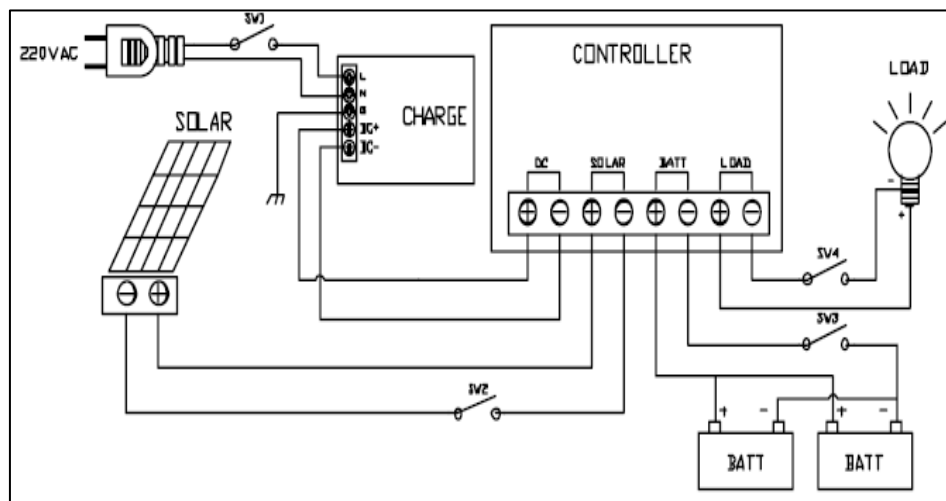 SW1
220VAC
CONTROLLER
LOAD
L
N
G
DC+
DC-
CHARGE
SOLAR
DC SOLAR BATT LOAD
+ - + - + - + -
-
+
SW4
- +
SW3
SW2
+ - + -
BATT BATT